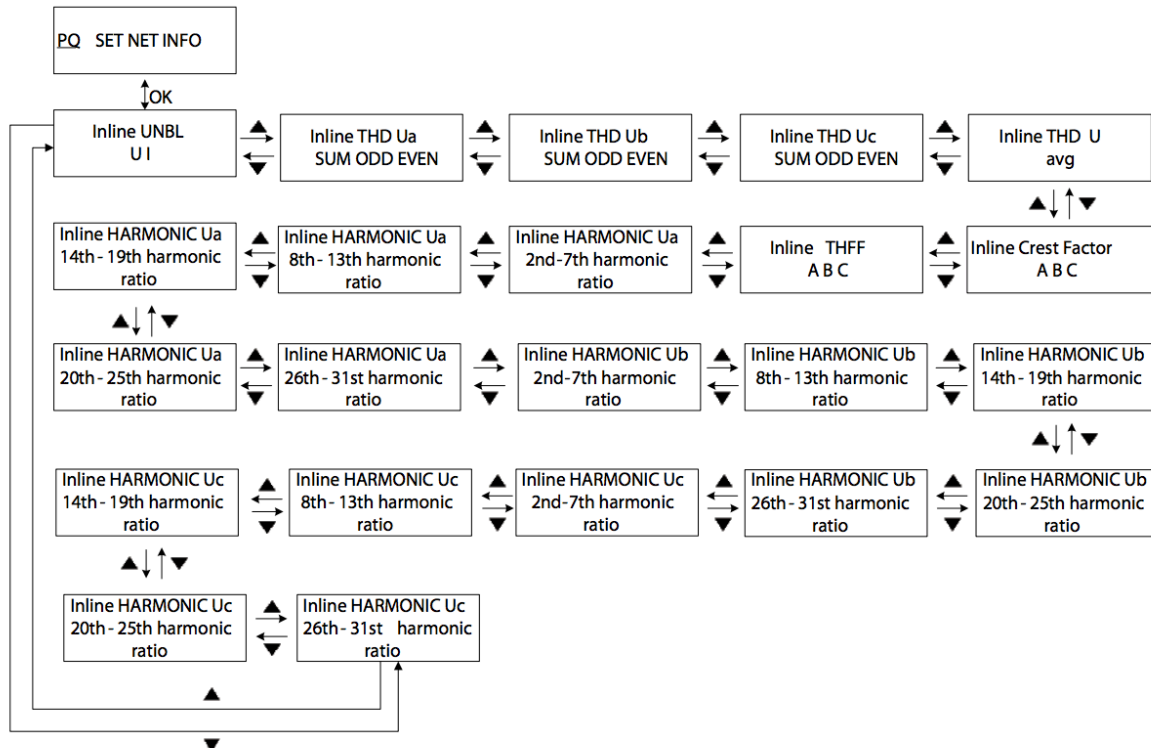 PQ SET NET INFO
OK
Inline UNBL
U I
Inline THD Ua
SUM ODD EVEN
Inline THD Ub
SUM ODD EVEN
Inline THD Uc
SUM ODD EVEN
Inline THD U
avg
Inline HARMONIC Ua
14th-19th harmonic
ratio
Inline HARMONIC Ua
8th-13th harmonic
ratio
Inline HARMONIC Ua
2nd-7th harmonic
ratio
Inline THFF
A B C
Inline Crest Factor
A B C
Inline HARMONIC Ua
20th-25th harmonic
ratio
Inline HARMONIC Ua
26th-31st harmonic
ratio
Inline HARMONIC Ub
2nd-7th harmonic
ratio
Inline HARMONIC Ub
8th-13th harmonic
ratio
Inline HARMONIC Ub
14th-19th harmonic
ratio
Inline HARMONIC Uc
14th-19th harmonic
ratio
Inline HARMONIC Uc
8th-13th harmonic
ratio
Inline HARMONIC Uc
2nd-7th harmonic
ratio
Inline HARMONIC Ub
26th-31st harmonic
ratio
Inline HARMONIC Ub
20th-25th harmonic
ratio
Inline HARMONIC Uc
20th-25th harmonic
ratio
Inline HARMONIC Uc
26th-31st harmonic
ratio